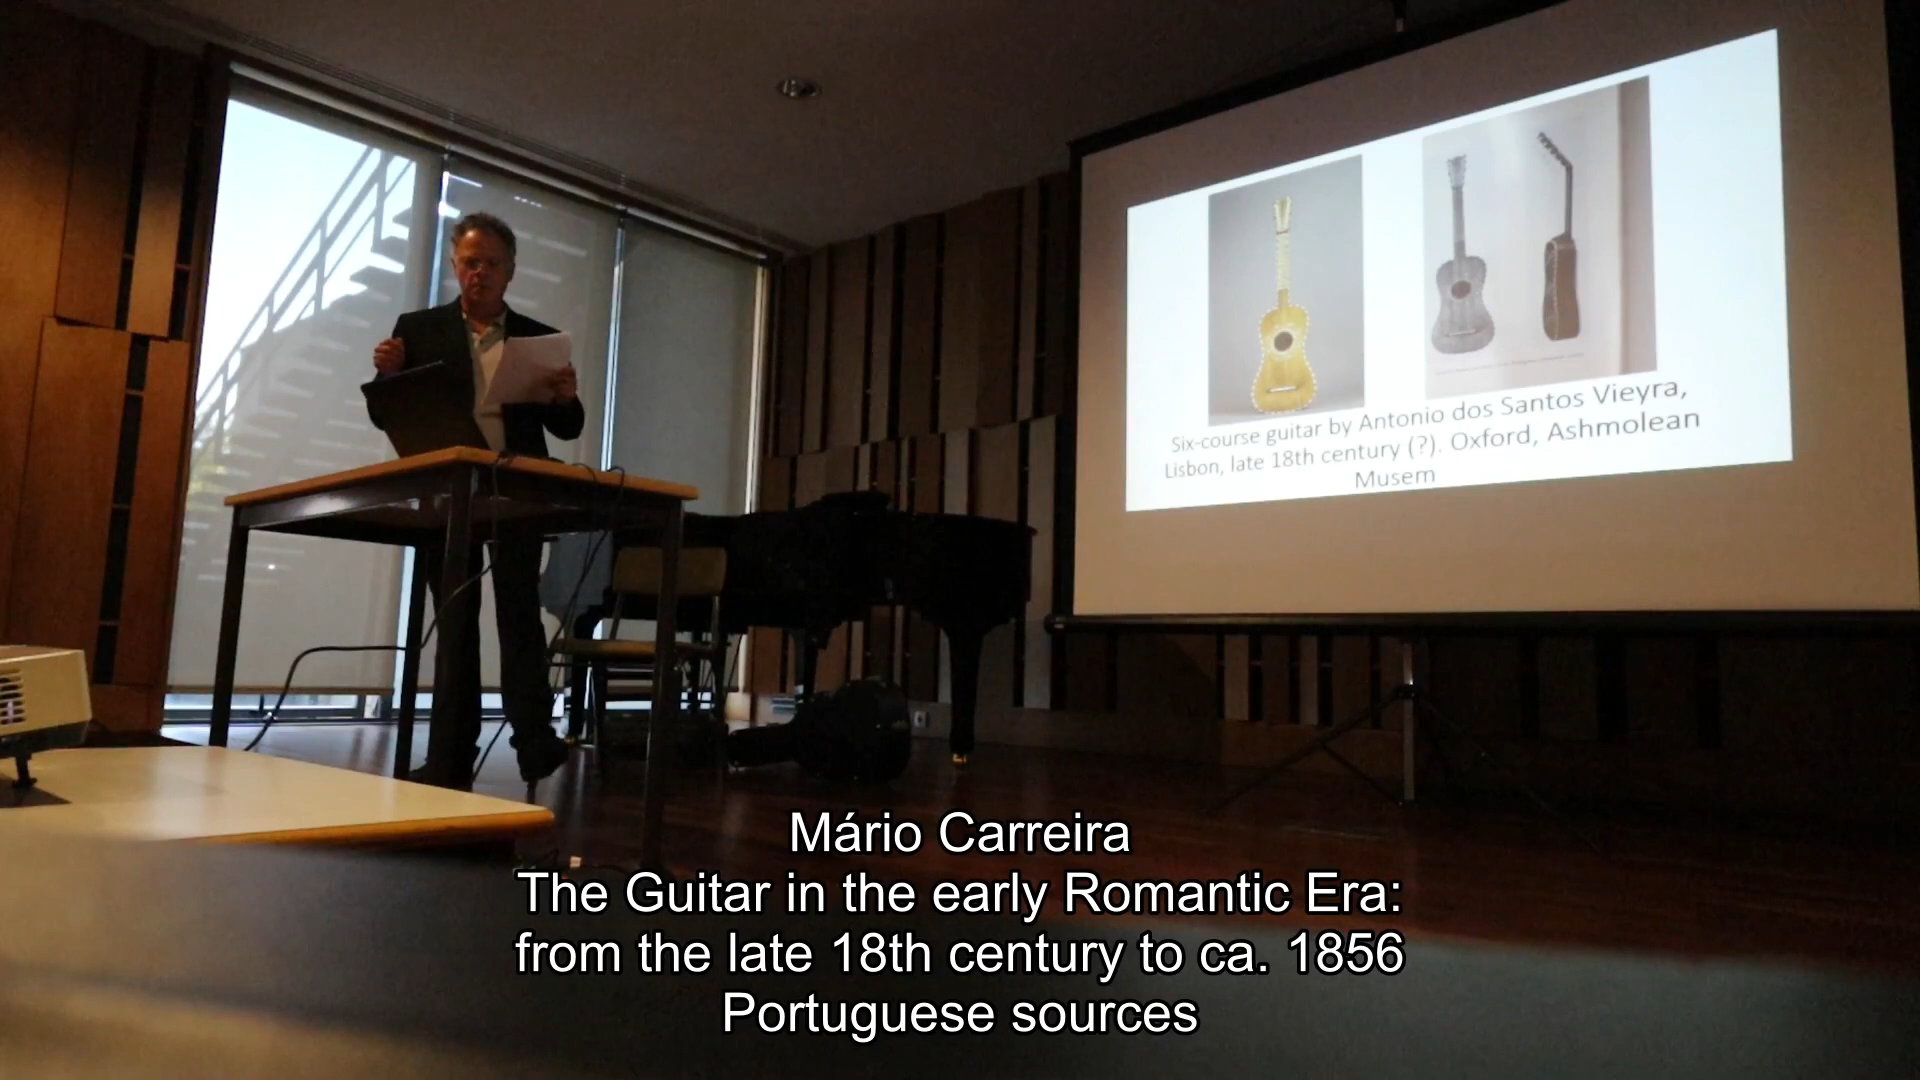 Six-course guitar by Antonio dos Santos Vieyra,
Lisbon, late 18th century (?). Oxford, Ashmolean
Musem
Mário Carreira
The Guitar in the early Romantic Era:
from the late 18th century to ca. 1856
Portuguese sources